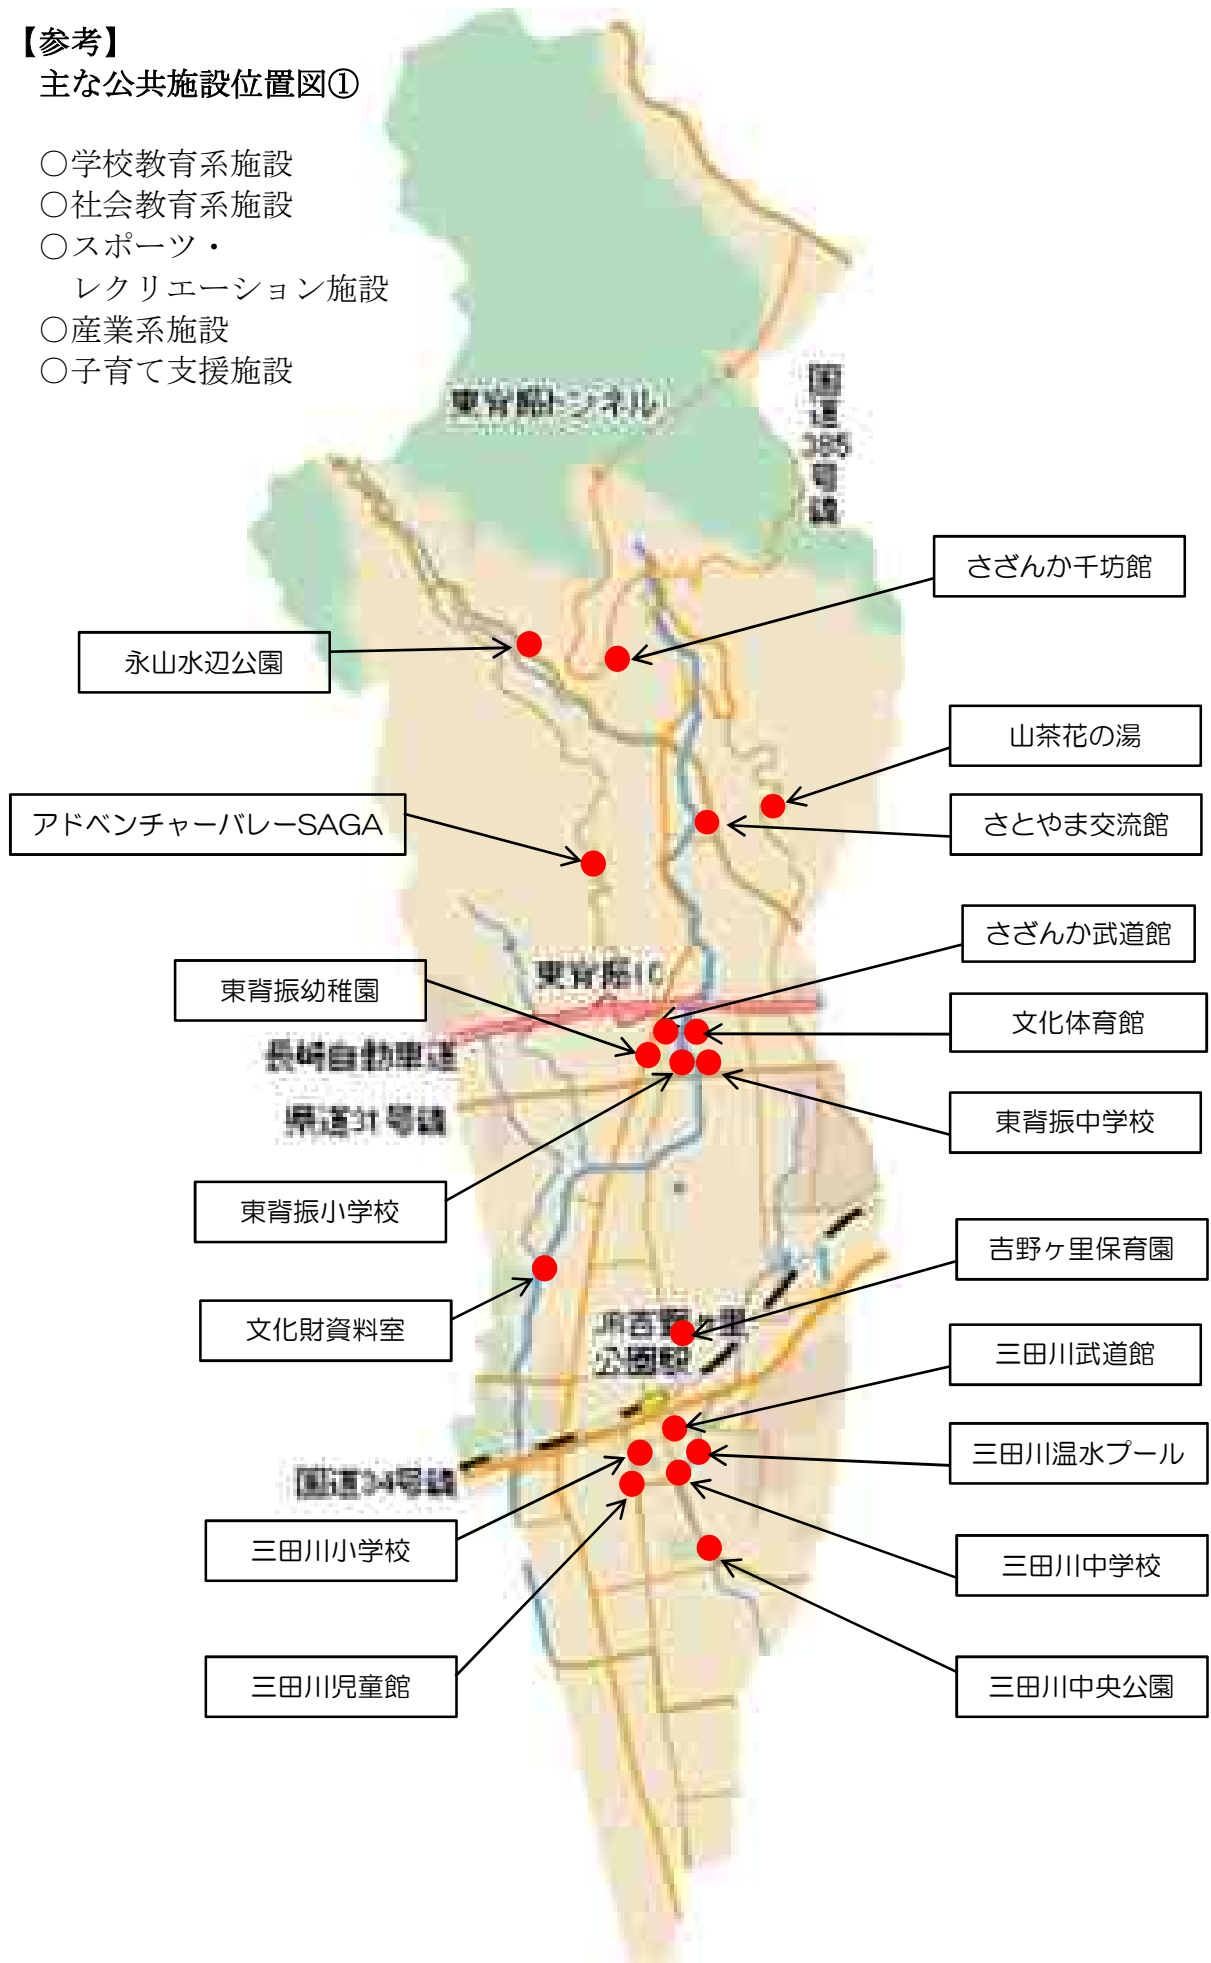 【参考】
主な公共施設位置図①
○学校教育系施設
○社会教育系施設
○スポーツ・
レクリエーション施設
○産業系施設
○子育て支援施設
東脊振トンネル
国道385号線
さざんか千坊館
永山水辺公園
山茶花の湯
アドベンチャーバレーSAGA
さとやま交流館
さざんか武道館
東脊振IC
東脊振幼稚園
文化体育館
長崎自動車道
県道31号線
東脊振中学校
東脊振小学校
吉野ヶ里保育園
文化財資料室
JR吉野ヶ里
公園駅
三田川武道館
三田川温水プール
国道34号線
三田川小学校
三田川中学校
三田川児童館
三田川中央公園